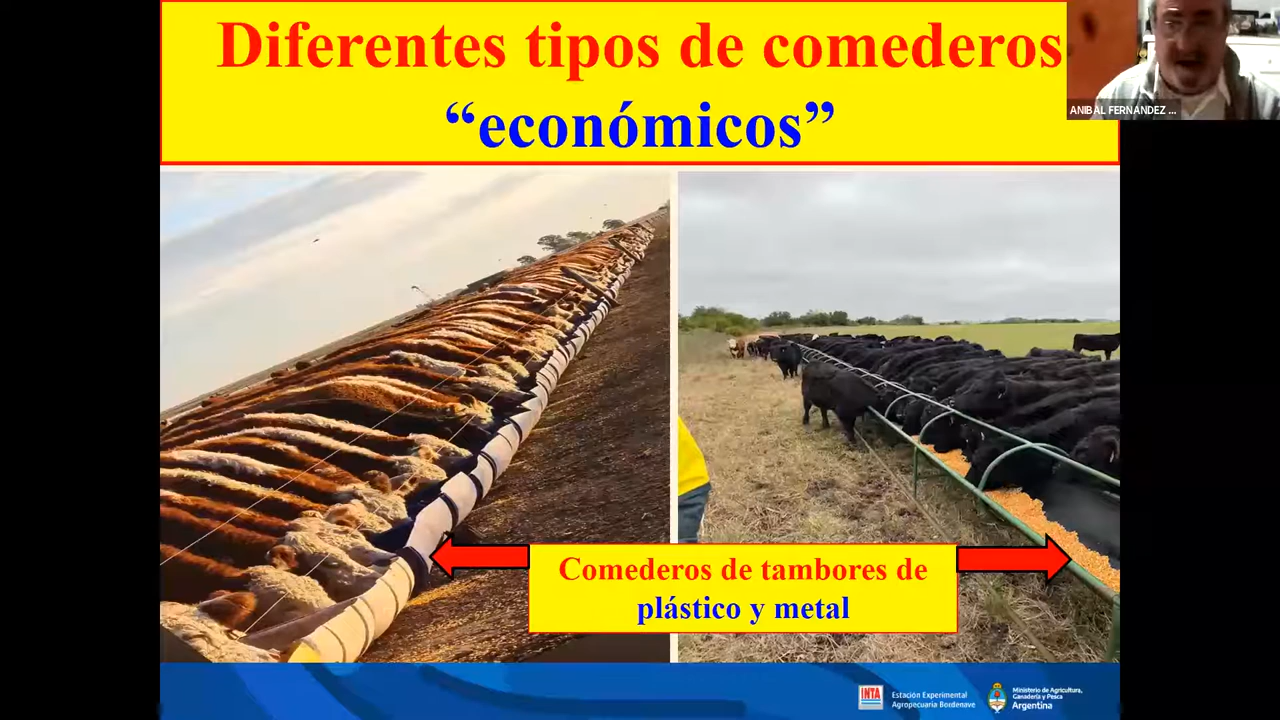 Diferentes tipos de comederos
“económicos”
ANIBAL FERNANDEZ ...
Comederos de tambores de
plástico y metal
INTA
Estación Experimental
Agropecuaria Bordenave
Ministerio de Agricultura,
Ganadería y Pesca
Argentina